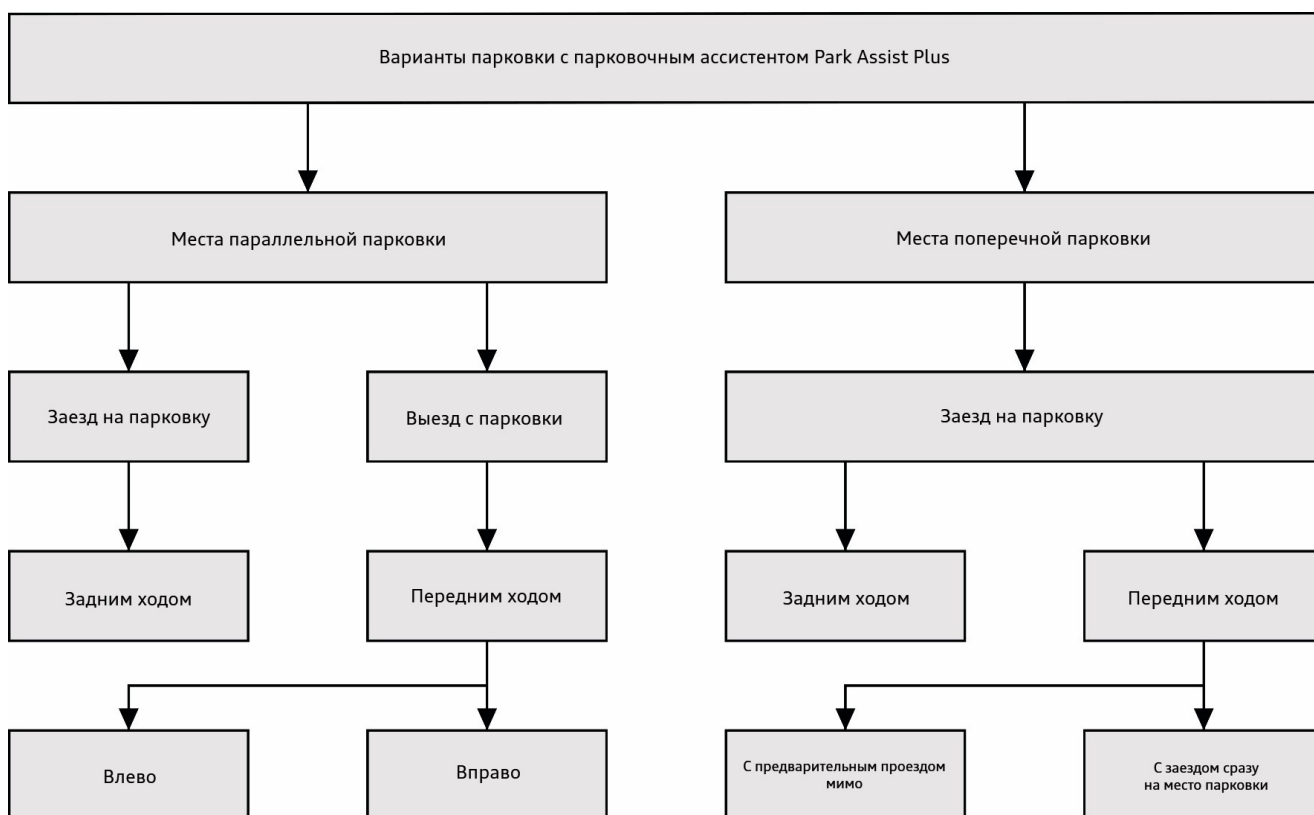 Варианты парковки с парковочным ассистентом Park Assist Plus
Места параллельной парковки
Места поперечной парковки
Заезд на парковку
Выезд с парковки
Заезд на парковку
Задним ходом
Передним ходом
Задним ходом
Передним ходом
Влево
Вправо
С предварительным проездом
мимо
С заездом сразу
на место парковки